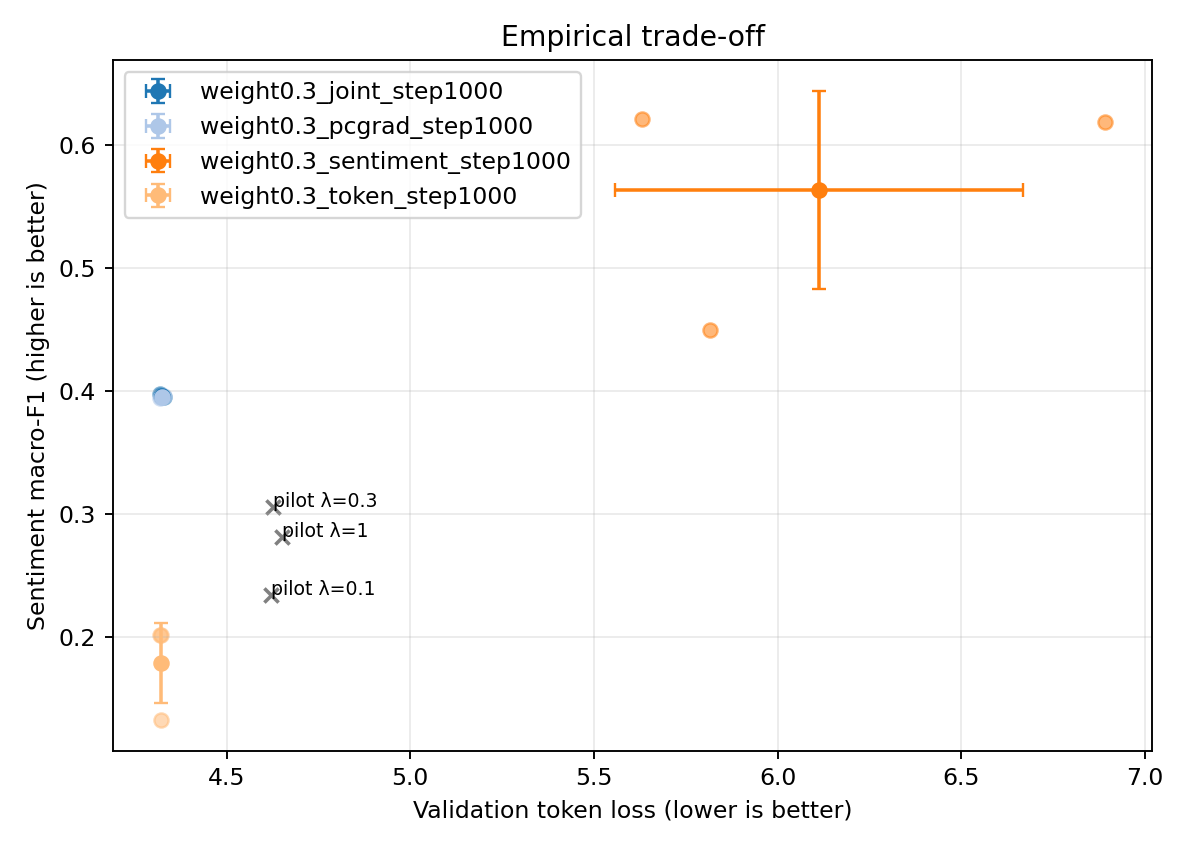 Empirical trade-off
weight0.3_joint_step1000
weight0.3_pcgrad_step1000
weight0.3_sentiment_step1000
weight0.3_token_step1000
Sentiment macro-F1 (higher is better)
0.6
0.5
0.4
0.3
0.2
pilot λ=0.3
pilot λ=1
pilot λ=0.1
4.5 5.0 5.5 6.0 6.5 7.0
Validation token loss (lower is better)